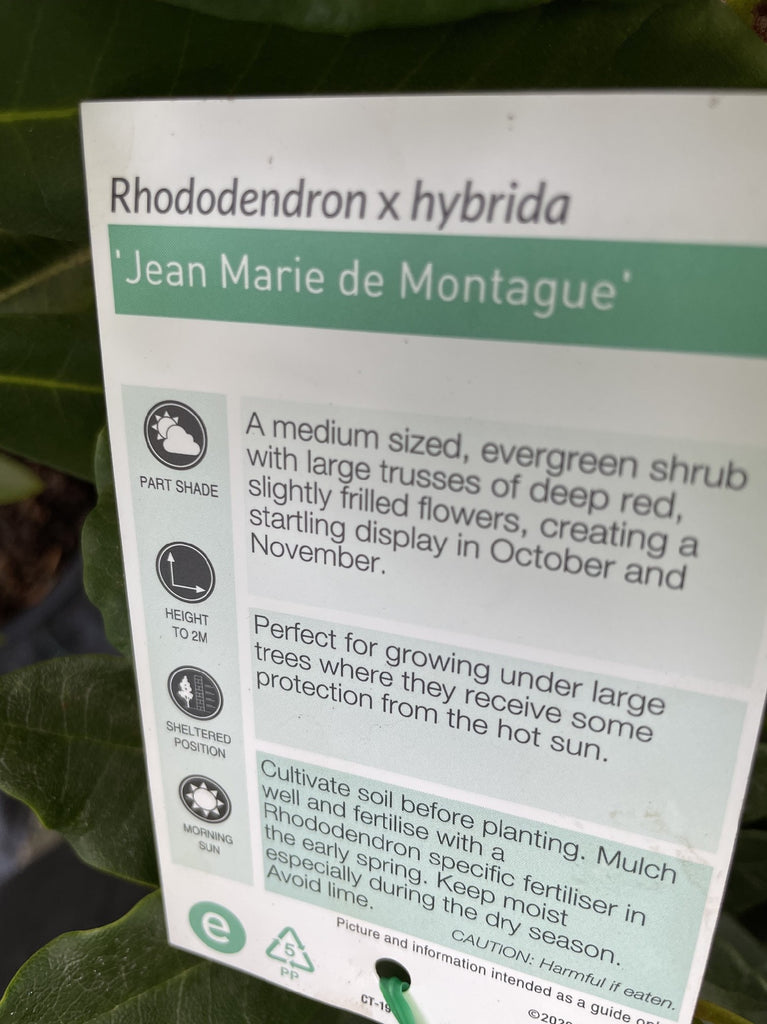 Rhododendron x hybrida
'Jean Marie de Montague'
PART SHADE
HEIGHT
TO 2M
SHELTERED
POSITION
MORNING
SUN
A medium sized, evergreen shrub
with large trusses of deep red,
slightly frilled flowers, creating a
startling display in October and
November.
Perfect for growing under large
trees where they receive some
protection from the hot sun.
Cultivate soil before planting. Mulch
well and fertilise with a
Rhododendron specific fertiliser in
the early spring. Keep moist
especially during the dry season.
Avoid lime.
CAUTION: Harmful if eaten.
Picture and information intended as a guide
e
5
PP